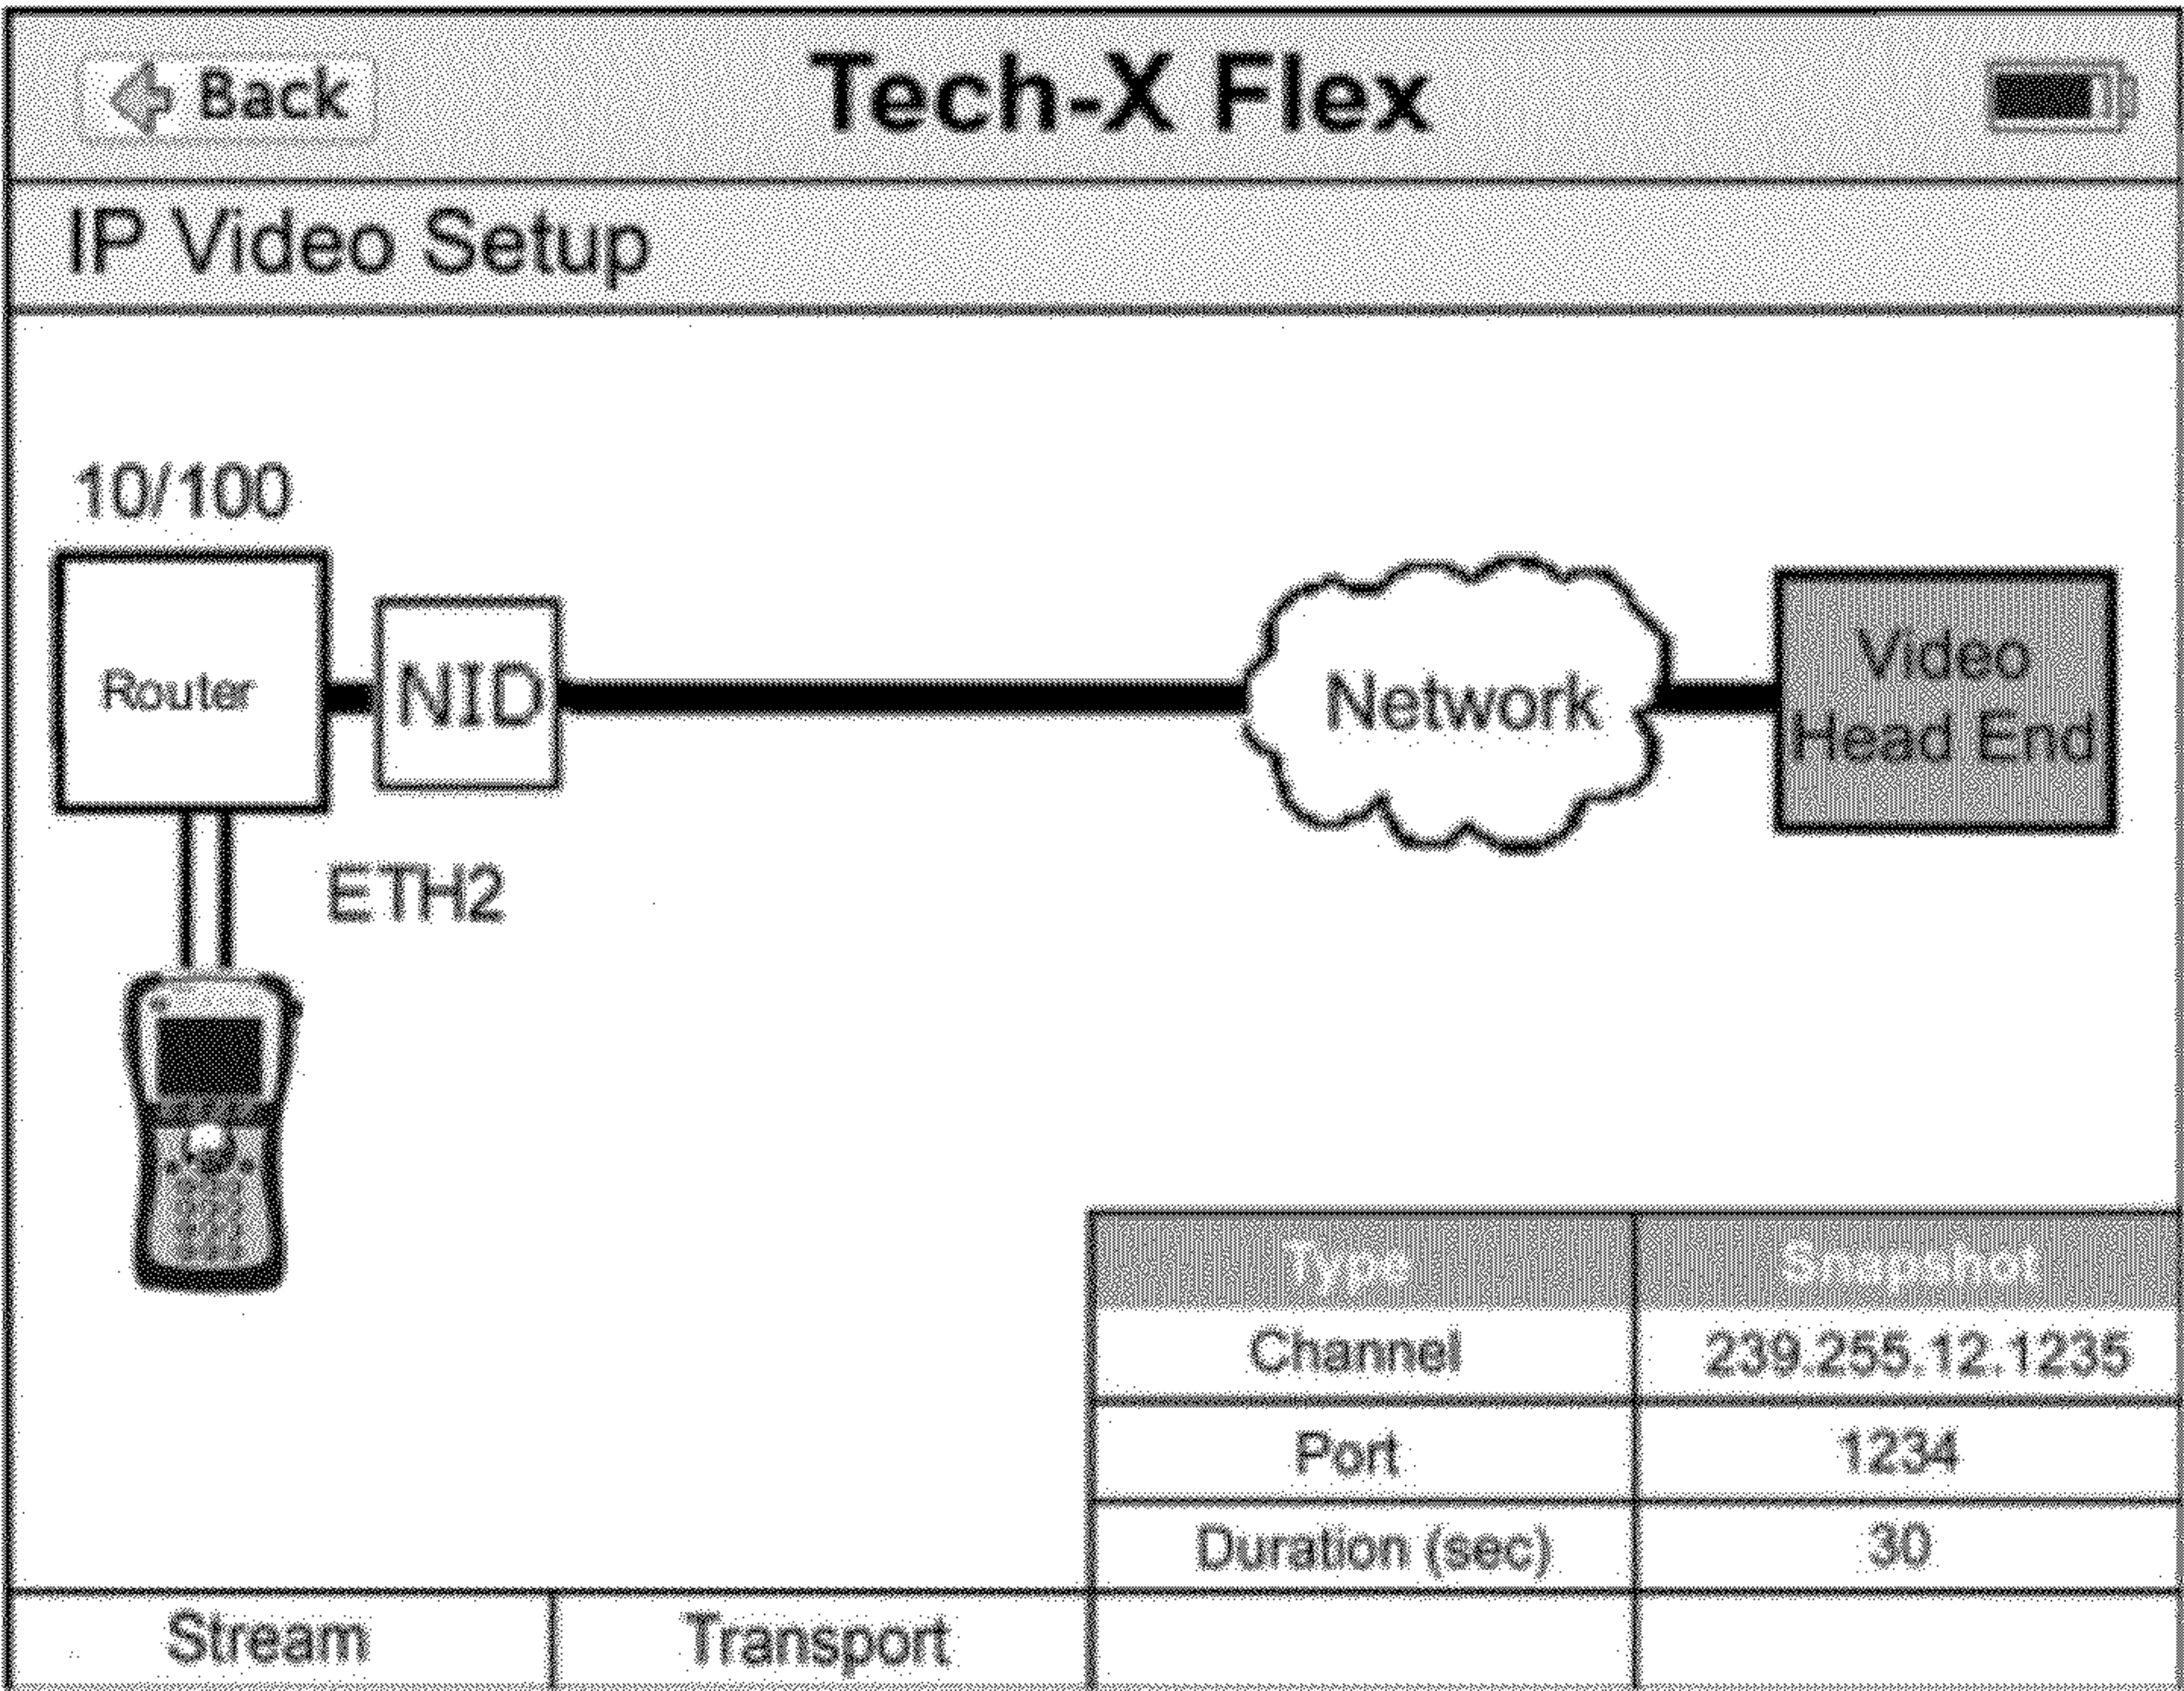 Back
Tech-X Flex
IP Video Setup
10/100
Router
NID
Network
Video
Head End
ETH2
Type Snapshot
Channel 239.255.12.1235
Port 1234
Duration (sec) 30
Stream Transport